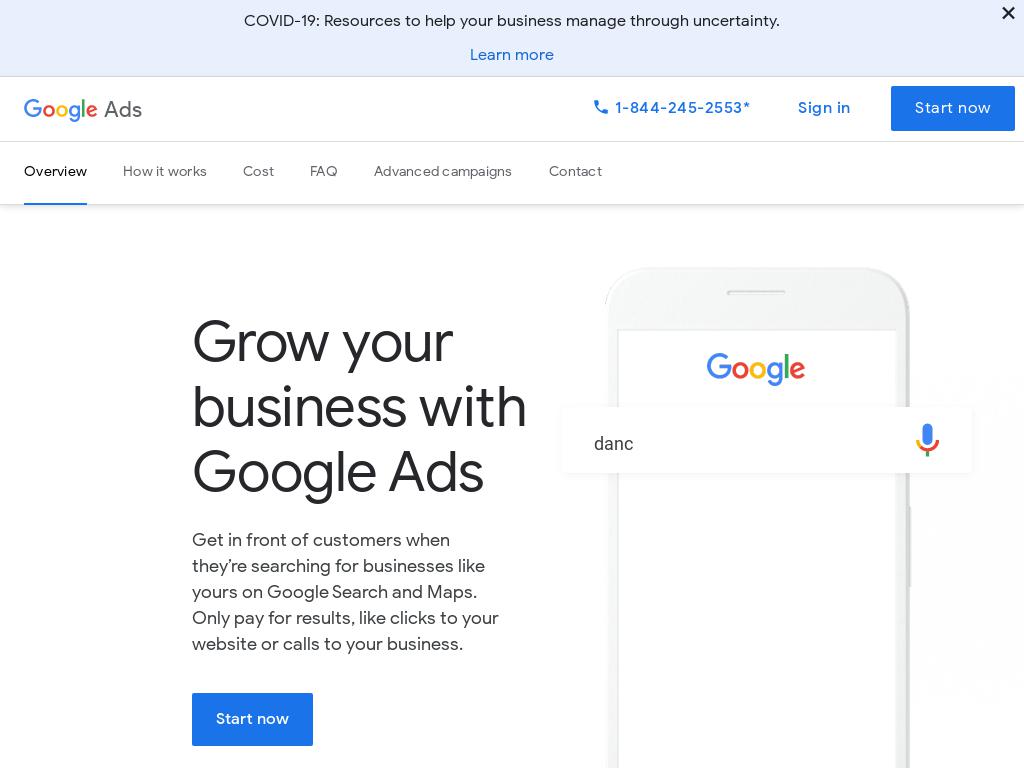 COVID-19: Resources to help your business manage through uncertainty.
Learn more
Google Ads
1-844-245-2553*
Sign in
Start now
Overview
How it works
Cost
FAQ
Advanced campaigns
Contact
Grow your
business with
Google Ads
Get in front of customers when
they’re searching for businesses like
yours on Google Search and Maps.
Only pay for results, like clicks to your
website or calls to your business.
Start now
Google
danc